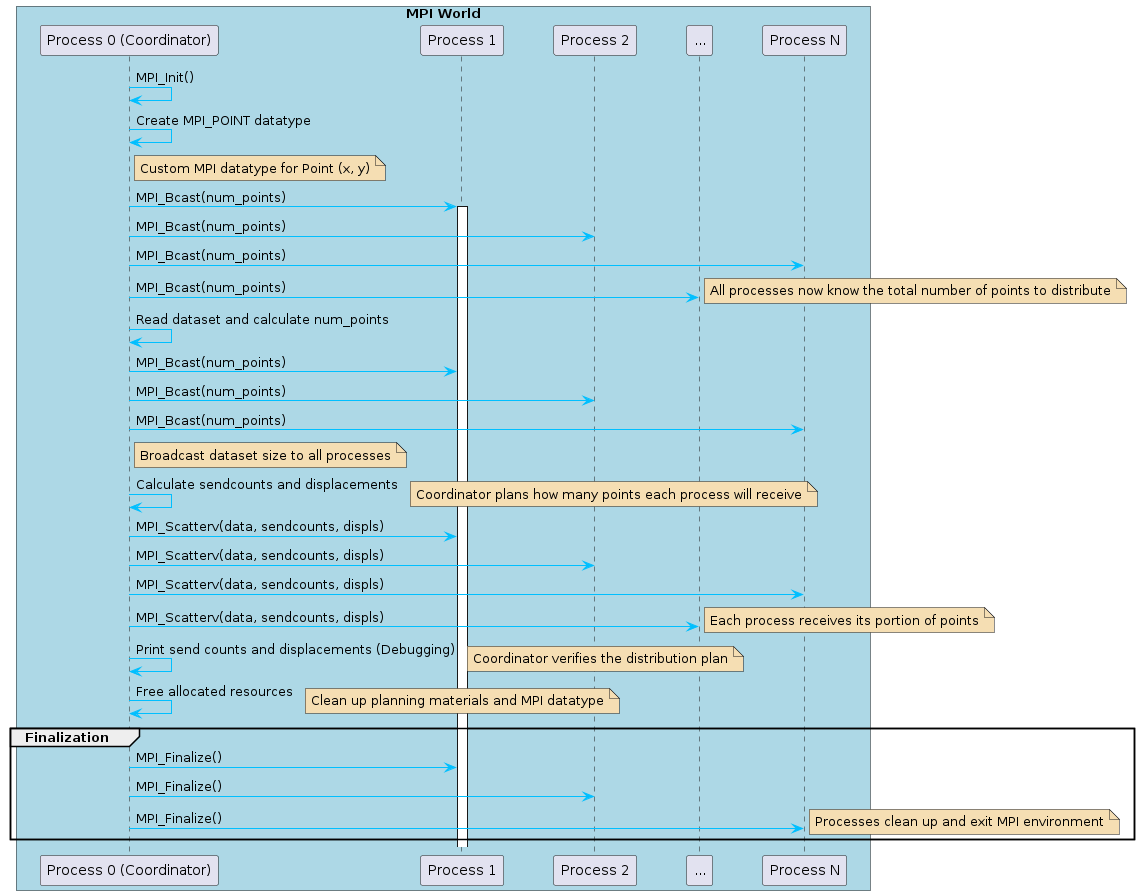 MPI World
Process 0 (Coordinator) Process 1 Process 2 ... Process N
MPI_Init()
Create MPI_POINT datatype
Custom MPI datatype for Point (x, y)
MPI_Bcast(num_points)
MPI_Bcast(num_points)
MPI_Bcast(num_points)
MPI_Bcast(num_points) All processes now know the total number of points to distribute
Read dataset and calculate num_points
MPI_Bcast(num_points)
MPI_Bcast(num_points)
MPI_Bcast(num_points)
Broadcast dataset size to all processes
Calculate sendcounts and displacements Coordinator plans how many points each process will receive
MPI_Scatterv(data, sendcounts, displs)
MPI_Scatterv(data, sendcounts, displs)
MPI_Scatterv(data, sendcounts, displs)
MPI_Scatterv(data, sendcounts, displs) Each process receives its portion of points
Print send counts and displacements (Debugging) Coordinator verifies the distribution plan
Free allocated resources Clean up planning materials and MPI datatype
Finalization
MPI_Finalize()
MPI_Finalize()
MPI_Finalize() Processes clean up and exit MPI environment
Process 0 (Coordinator) Process 1 Process 2 ... Process N